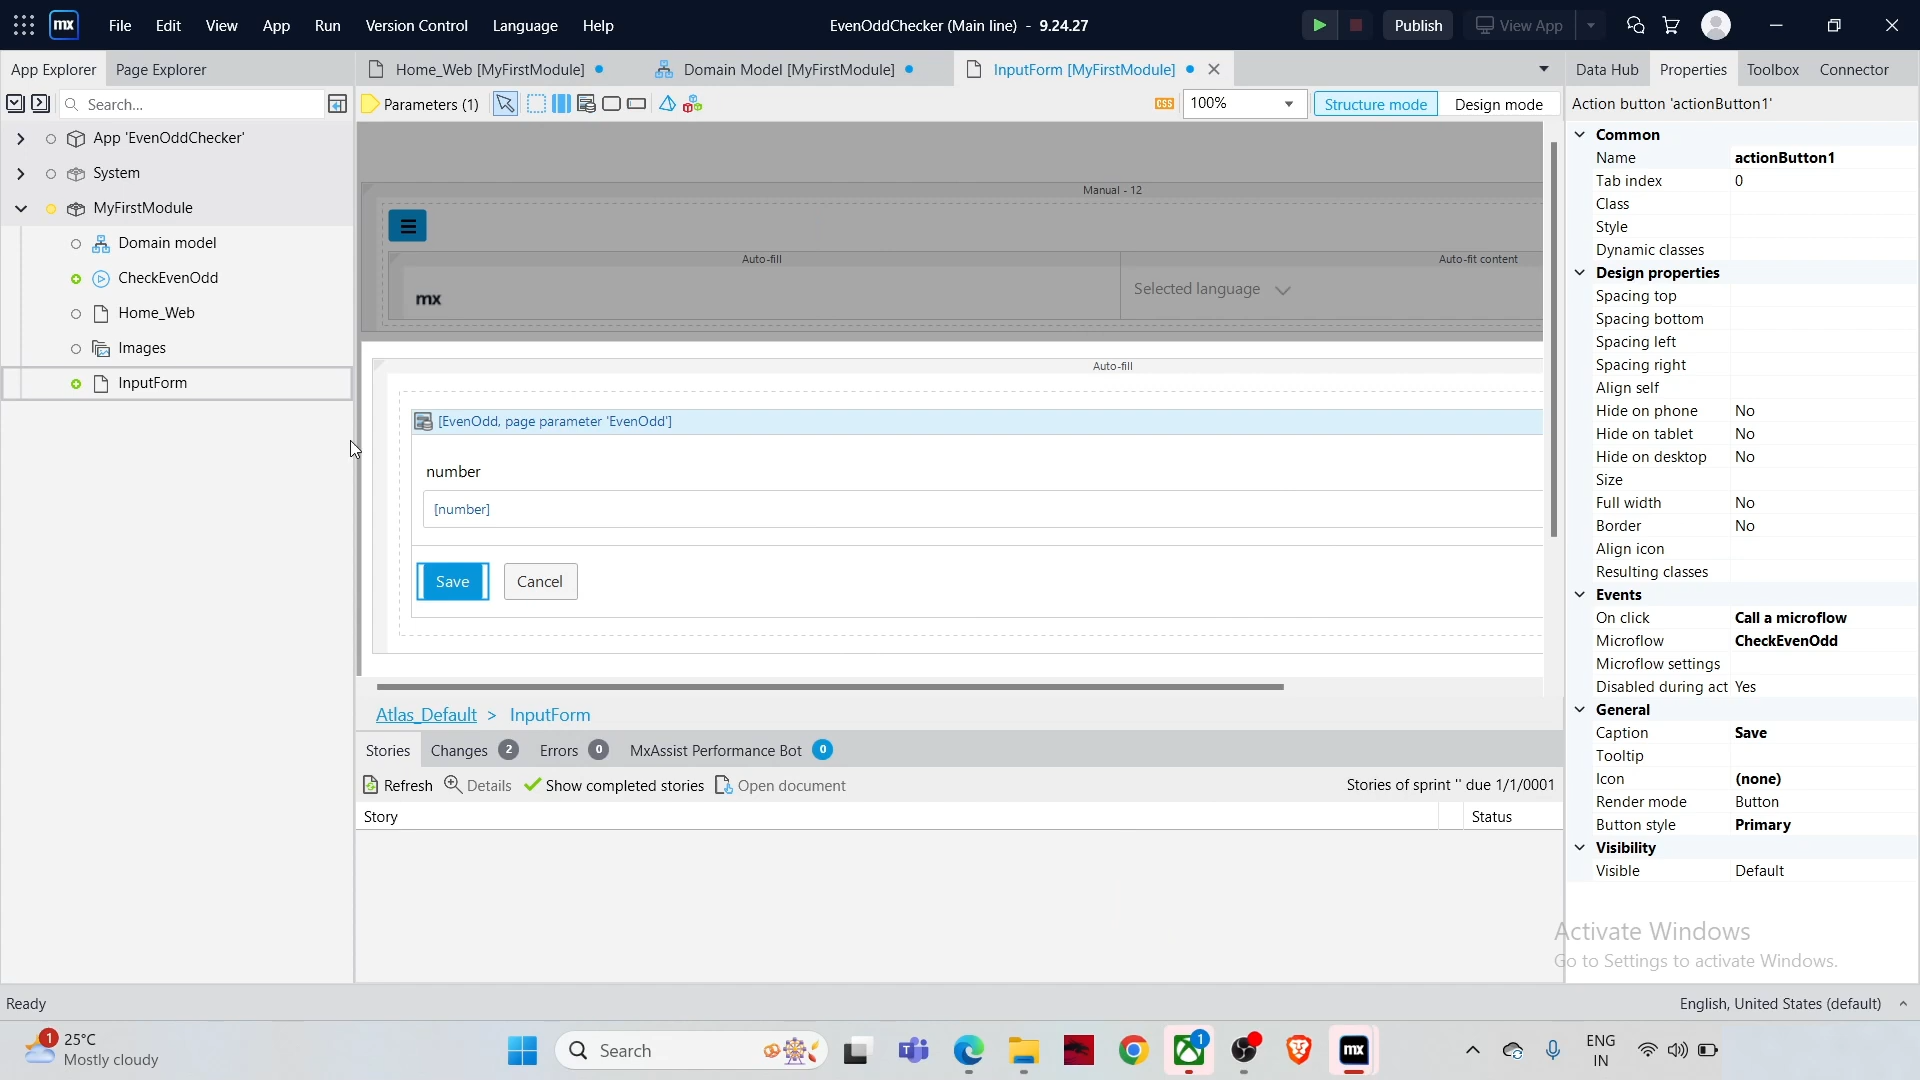 mx File Edit View App Run Version Control Language Help EvenOddChecker (Main line) - 9.24.27 Publish View App
App Explorer Page Explorer Home_Web [MyFirstModule] Domain Model [MyFirstModule] InputForm [MyFirstModule] Data Hub Properties Toolbox Connector
Search... Parameters (1) CSS 100% Structure mode Design mode Action button 'actionButton1'
App 'EvenOddChecker'
System
MyFirstModule
Domain model
CheckEvenOdd
Home_Web
Images
InputForm
Manual - 12
Auto-fill Auto-fit content
mx Selected language
Auto-fill
[EvenOdd, page parameter 'EvenOdd']
number
[number]
Save Cancel
Atlas_Default > InputForm
Stories Changes 2 Errors 0 MxAssist Performance Bot 0
Refresh Details Show completed stories Open document Stories of sprint '' due 1/1/0001
Story Status
Common
Name actionButton1
Tab index 0
Class
Style
Dynamic classes
Design properties
Spacing top
Spacing bottom
Spacing left
Spacing right
Align self
Hide on phone No
Hide on tablet No
Hide on desktop No
Size
Full width No
Border No
Align icon
Resulting classes
Events
On click Call a microflow
Microflow CheckEvenOdd
Microflow settings
Disabled during act Yes
General
Caption Save
Tooltip
Icon (none)
Render mode Button
Button style Primary
Visibility
Visible Default
Activate Windows
Go to Settings to activate Windows.
Ready English, United States (default)
1 25°C
Mostly cloudy
Search 1 mx
ENG
IN